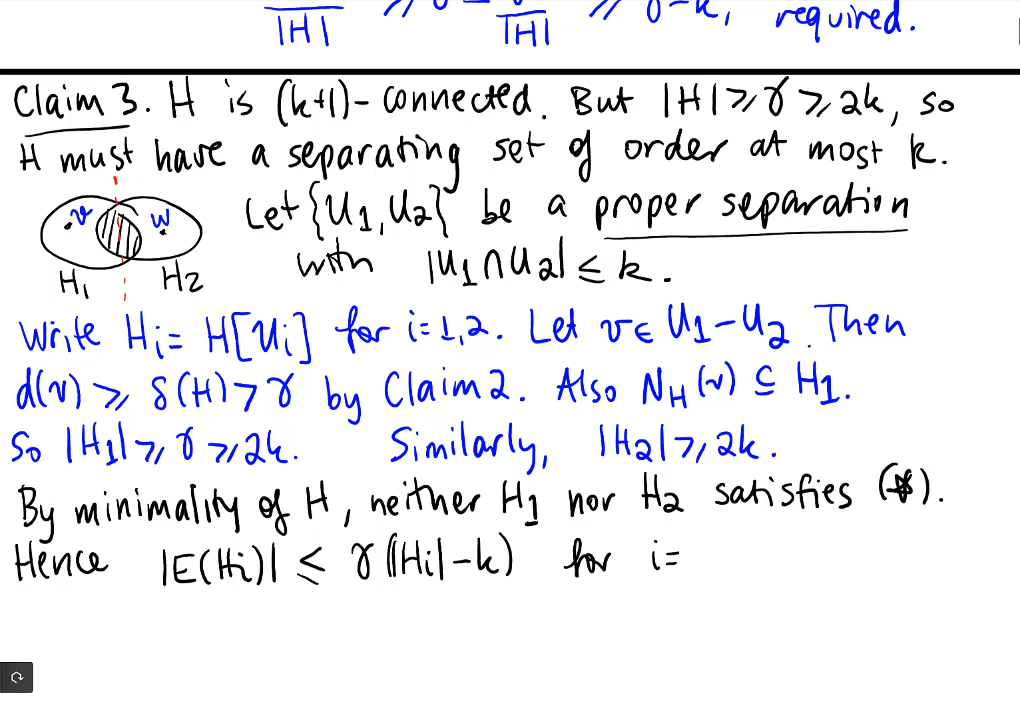 |H| |H| ≥ γ-k, required.
Claim 3. H is (k+1)-connected. But |H| ≥ γ ≥ 2k, so
H must have a separating set of order at most k.
Let {U1,U2} be a proper separation
v w
with |U1∩U2| ≤ k.
H1 H2
Write Hi = H[Ui] for i=1,2. Let v∈ U1-U2. Then
d(v) ≥ δ(H) > γ by Claim 2. Also NH(v) ⊆ H1.
So |H1| ≥ γ ≥ 2k. Similarly, |H2| ≥ 2k.
By minimality of H, neither H1 nor H2 satisfies (*).
Hence |E(Hi)| ≤ γ(|Hi|-k) for i=